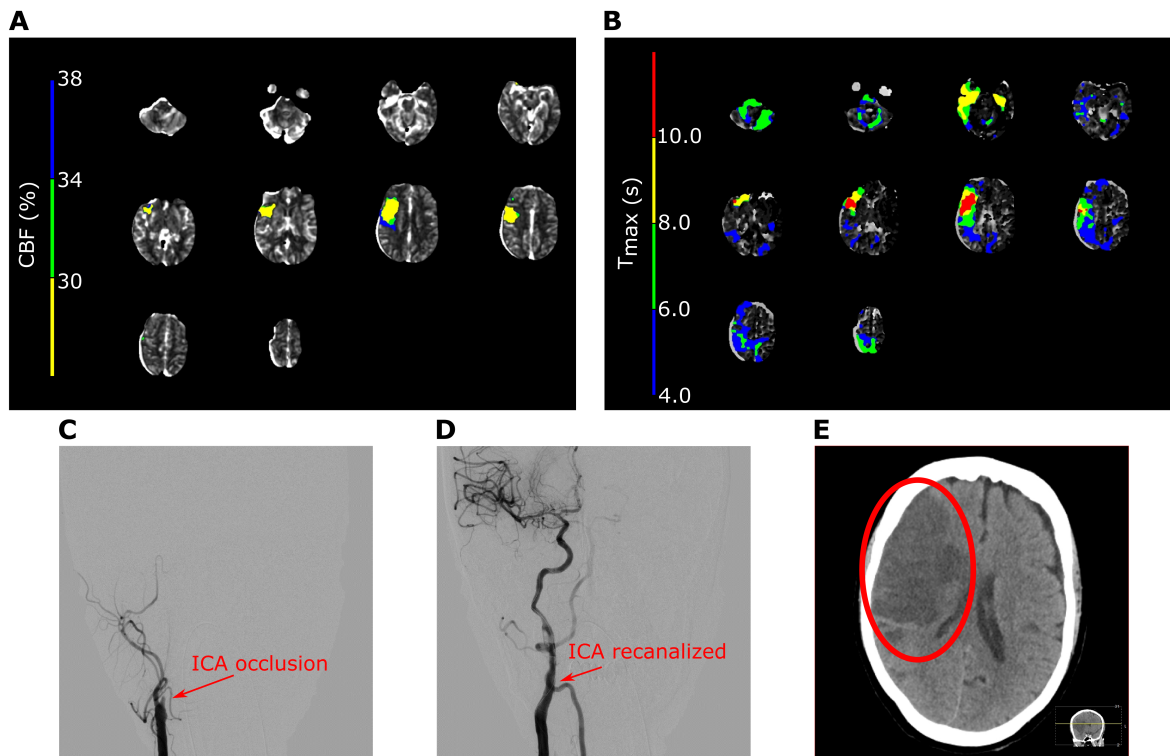 A
B
38
34
30
CBF (%)
10.0
8.0
6.0
4.0
Tmax (s)
C
D
E
ICA occlusion
ICA recanalized